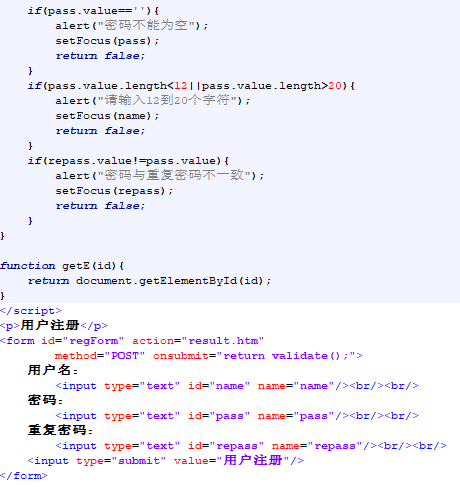 if(pass.value==''){
alert("密码不能为空");
setFocus(pass);
return false;
}
if(pass.value.length<12||pass.value.length>20){
alert("请输入12到20个字符");
setFocus(name);
return false;
}
if(repass.value!=pass.value){
alert("密码与重复密码不一致");
setFocus(repass);
return false;
}
}
function getE(id){
return document.getElementById(id);
}
</script>
<p>用户注册</p>
<form id="regForm" action="result.htm"
method="POST" onsubmit="return validate();">
用户名：
<input type="text" id="name" name="name"/><br/><br/>
密码：
<input type="text" id="pass" name="pass"/><br/><br/>
重复密码：
<input type="text" id="repass" name="repass"/><br/><br/>
<input type="submit" value="用户注册"/>
</form>